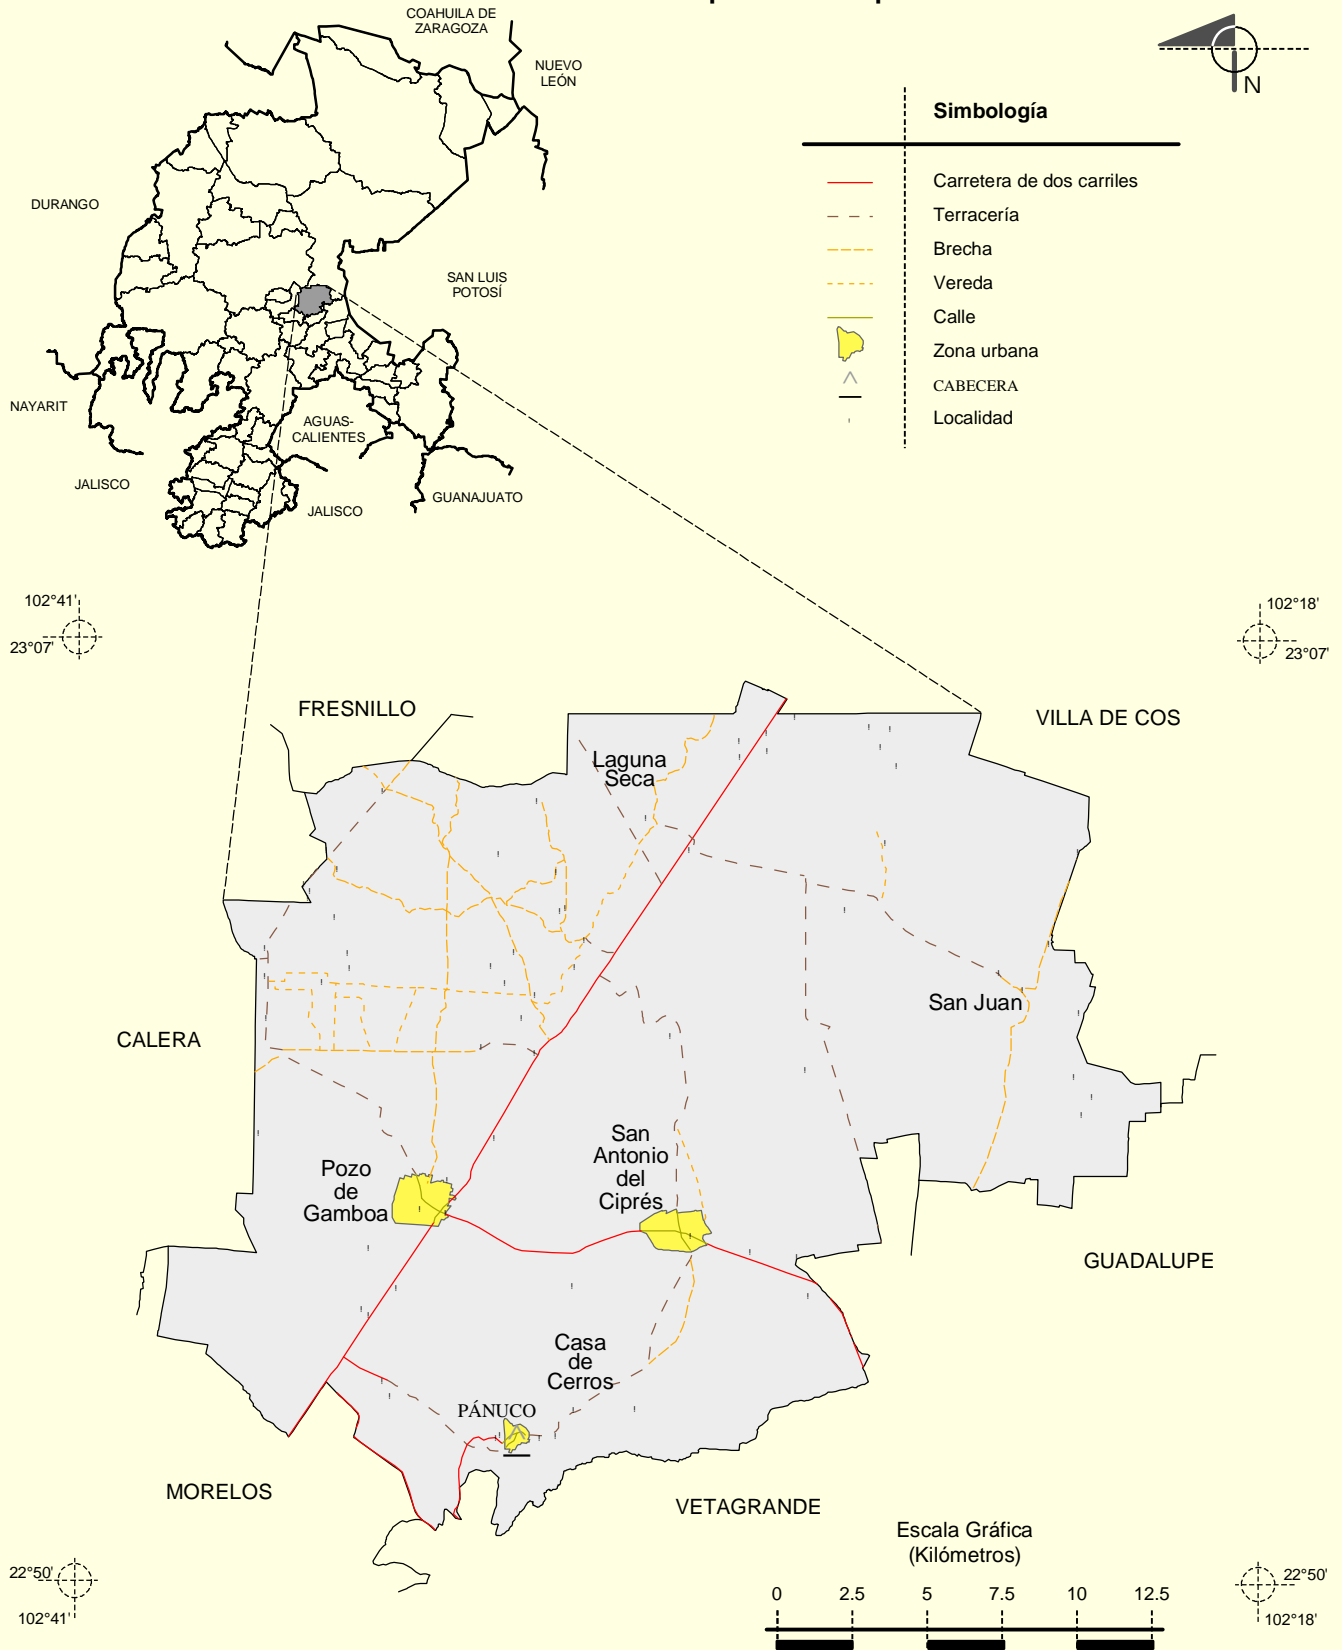 COAHUILA DE
ZARAGOZA
NUEVO
LEÓN
DURANGO
SAN LUIS
POTOSÍ
NAYARIT
AGUAS-
CALIENTES
JALISCO
JALISCO
GUANAJUATO
N
Simbología
Carretera de dos carriles
Terracería
Brecha
Vereda
Calle
Zona urbana
CABECERA
Localidad
102°41'
23°07'
102°18'
23°07'
FRESNILLO
VILLA DE COS
Laguna
Seca
San Juan
CALERA
San
Antonio
del
Ciprés
Pozo
de
Gamboa
GUADALUPE
Casa
de
Cerros
PÁNUCO
MORELOS
VETAGRANDE
Escala Gráfica
(Kilómetros)
0 2.5 5 7.5 10 12.5
22°50'
102°41'
22°50'
102°18'